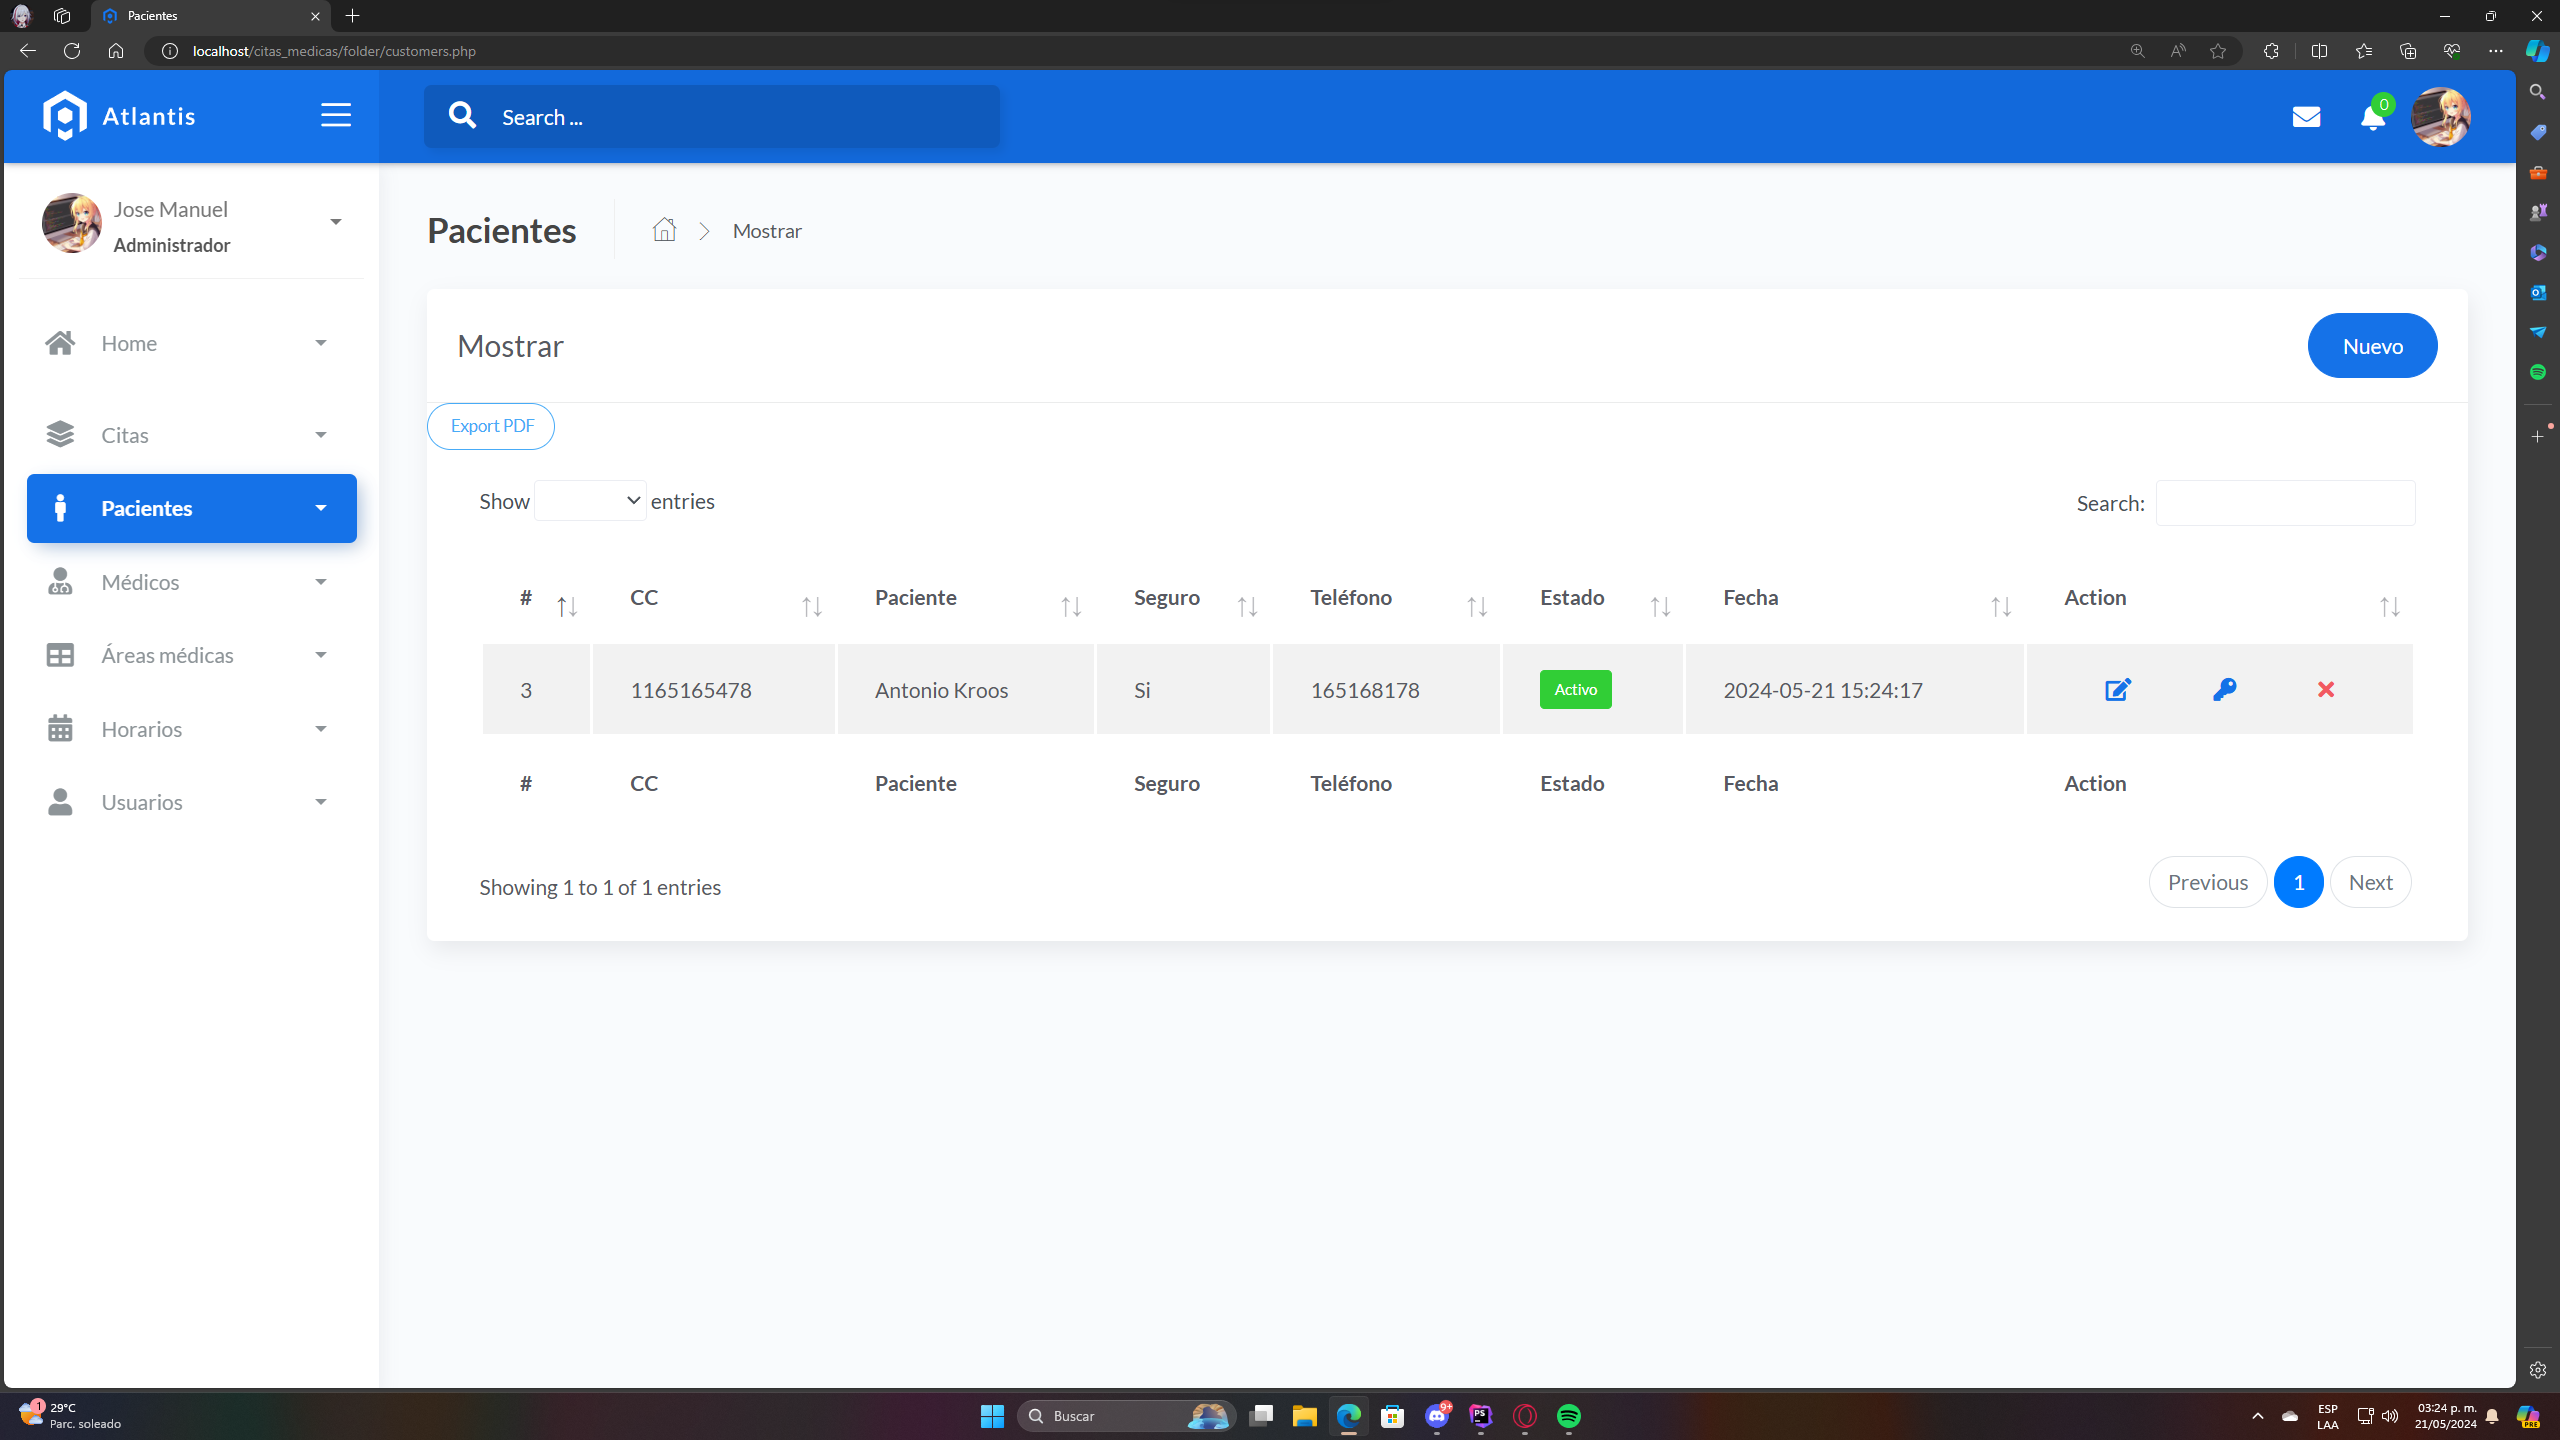 Pacientes
localhost/citas_medicas/folder/customers.php
Atlantis
Search ...
0
Jose Manuel
Administrador
Home
Citas
Pacientes
Médicos
Áreas médicas
Horarios
Usuarios
Pacientes
Mostrar
Mostrar
Nuevo
Export PDF
Show entries
Search:
# CC Paciente Seguro Teléfono Estado Fecha Action
3 1165165478 Antonio Kroos Si 165168178 Activo 2024-05-21 15:24:17
# CC Paciente Seguro Teléfono Estado Fecha Action
Showing 1 to 1 of 1 entries
Previous 1 Next
1
29°C
Parc. soleado
Buscar
9+
PS
ESP
LAA
03:24 p. m.
21/05/2024
PRE